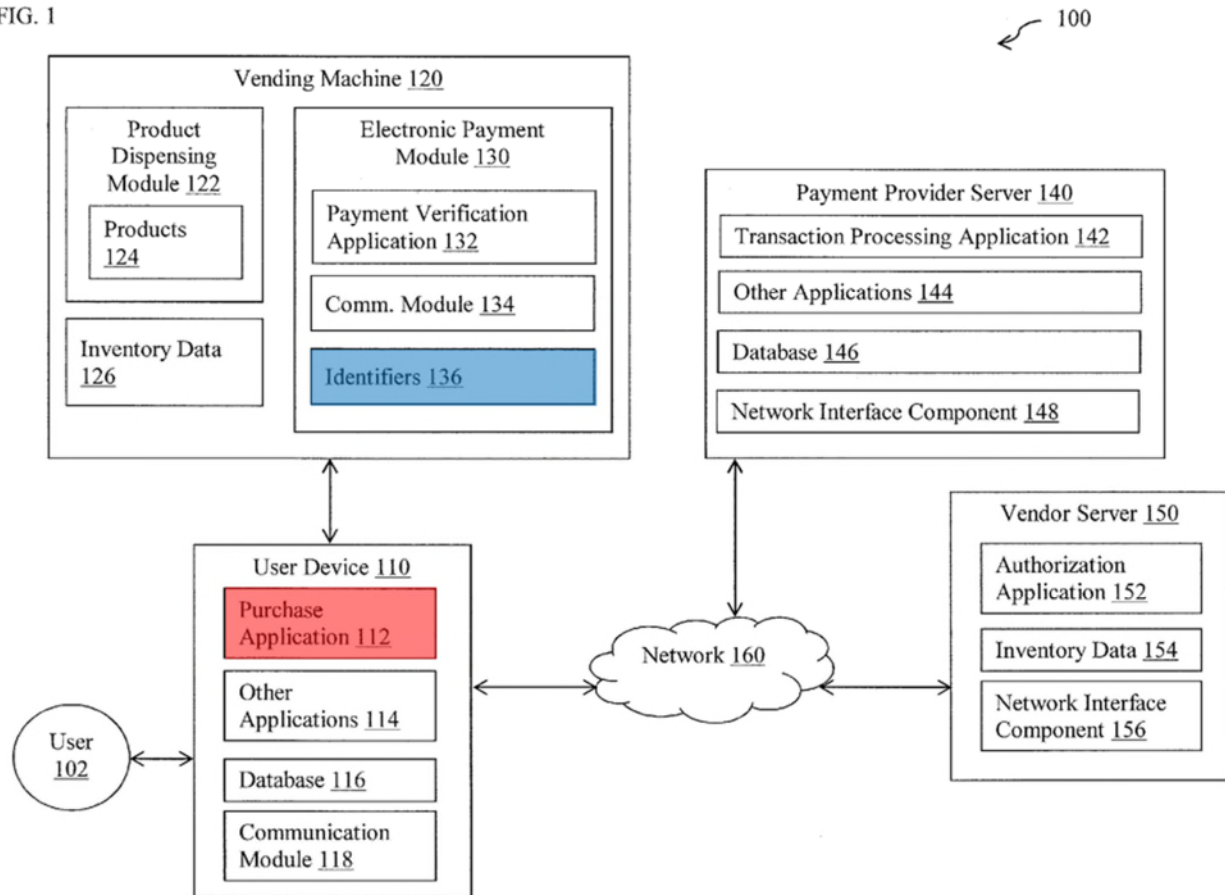 FIG. 1
100
Vending Machine 120
Product
Dispensing
Module 122
Products
124
Inventory Data
126
Electronic Payment
Module 130
Payment Verification
Application 132
Comm. Module 134
Identifiers 136
Payment Provider Server 140
Transaction Processing Application 142
Other Applications 144
Database 146
Network Interface Component 148
User Device 110
Purchase
Application 112
Other
Applications 114
Database 116
Communication
Module 118
User
102
Network 160
Vendor Server 150
Authorization
Application 152
Inventory Data 154
Network Interface
Component 156